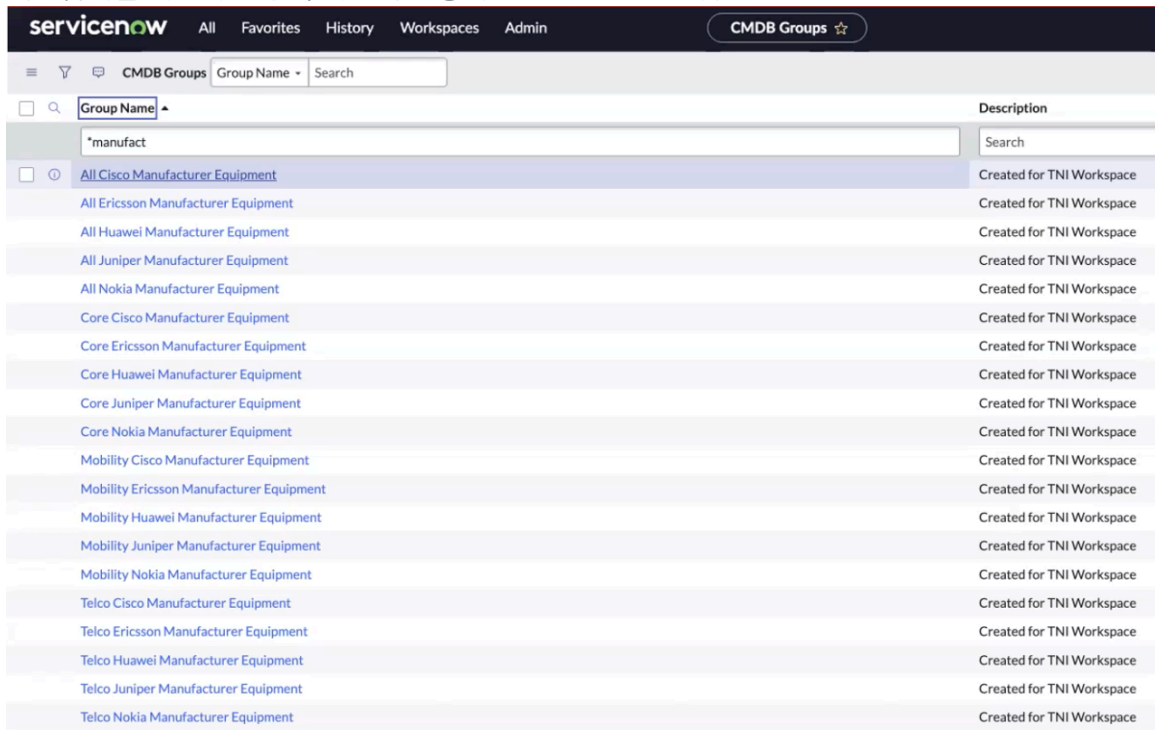 servicenow All Favorites History Workspaces Admin CMDB Groups
CMDB Groups Group Name Search
Group Name Description
*manufact Search
All Cisco Manufacturer Equipment Created for TNI Workspace
All Ericsson Manufacturer Equipment Created for TNI Workspace
All Huawei Manufacturer Equipment Created for TNI Workspace
All Juniper Manufacturer Equipment Created for TNI Workspace
All Nokia Manufacturer Equipment Created for TNI Workspace
Core Cisco Manufacturer Equipment Created for TNI Workspace
Core Ericsson Manufacturer Equipment Created for TNI Workspace
Core Huawei Manufacturer Equipment Created for TNI Workspace
Core Juniper Manufacturer Equipment Created for TNI Workspace
Core Nokia Manufacturer Equipment Created for TNI Workspace
Mobility Cisco Manufacturer Equipment Created for TNI Workspace
Mobility Ericsson Manufacturer Equipment Created for TNI Workspace
Mobility Huawei Manufacturer Equipment Created for TNI Workspace
Mobility Juniper Manufacturer Equipment Created for TNI Workspace
Mobility Nokia Manufacturer Equipment Created for TNI Workspace
Telco Cisco Manufacturer Equipment Created for TNI Workspace
Telco Ericsson Manufacturer Equipment Created for TNI Workspace
Telco Huawei Manufacturer Equipment Created for TNI Workspace
Telco Juniper Manufacturer Equipment Created for TNI Workspace
Telco Nokia Manufacturer Equipment Created for TNI Workspace